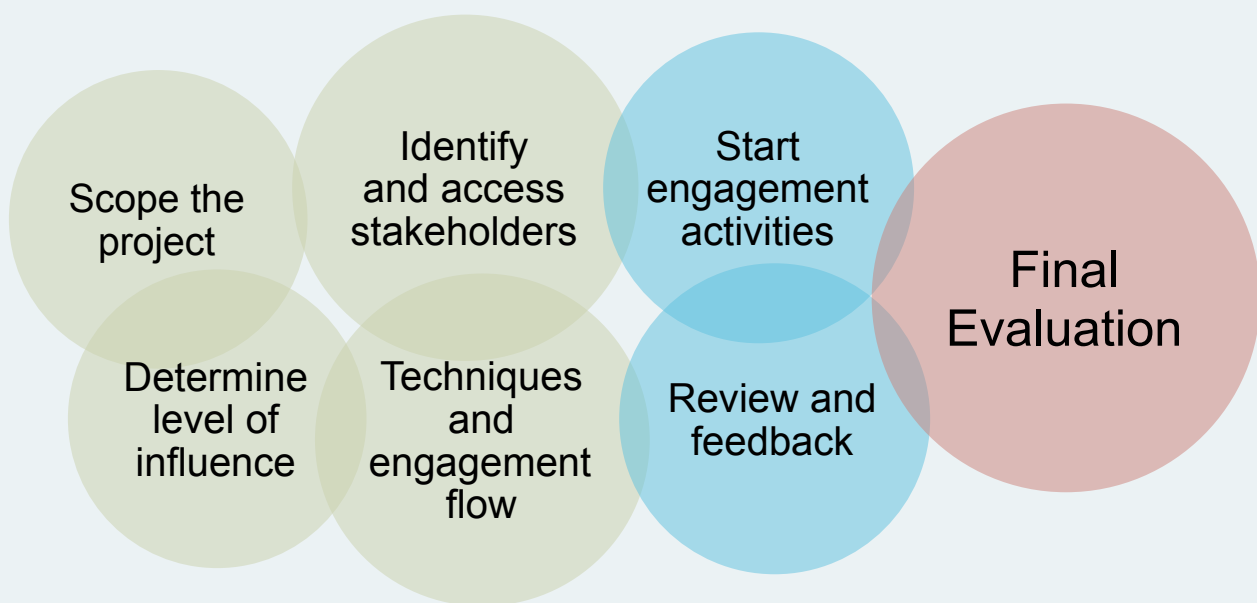 Scope the
project
Determine
level of
influence
Identify
and access
stakeholders
Techniques
and
engagement
flow
Start
engagement
activities
Review and
feedback
Final
Evaluation